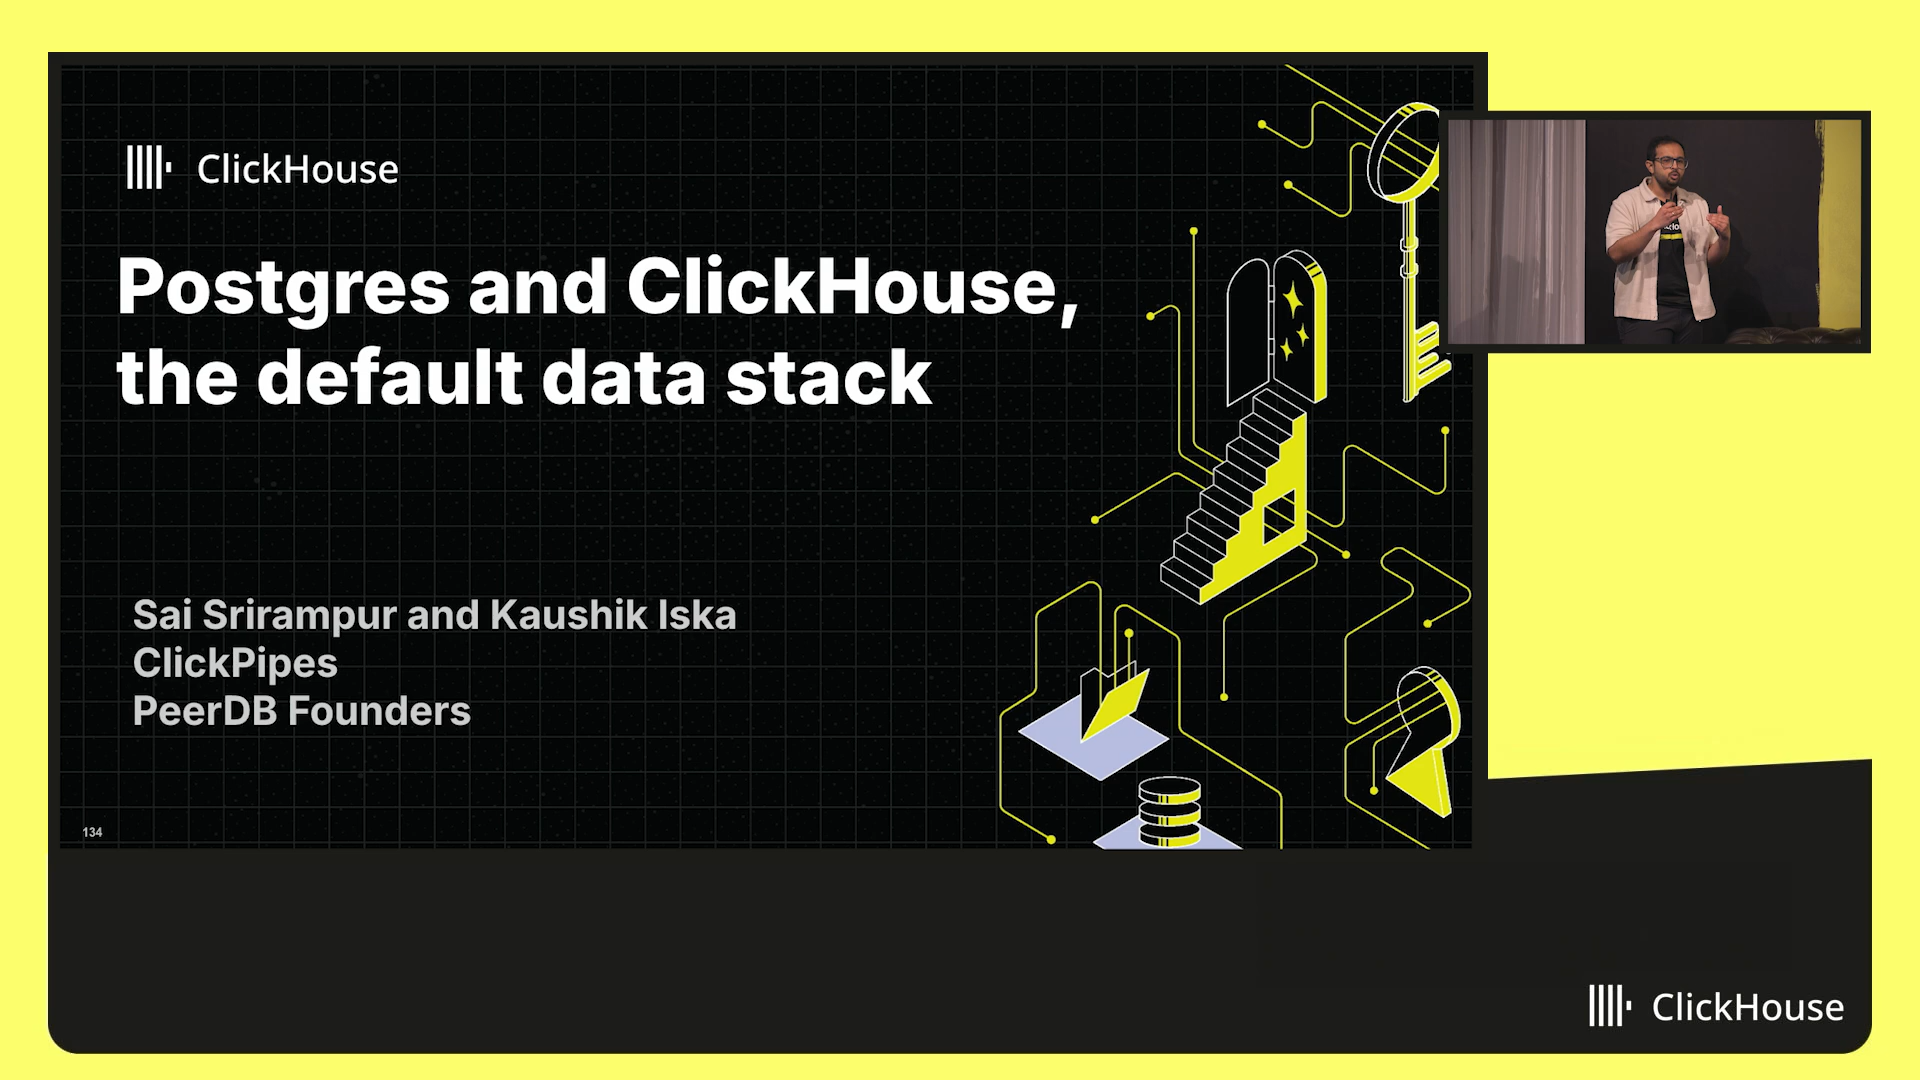 ClickHouse
Postgres and ClickHouse,
the default data stack
Sai Srirampur and Kaushik Iska
ClickPipes
PeerDB Founders
134
ClickHouse